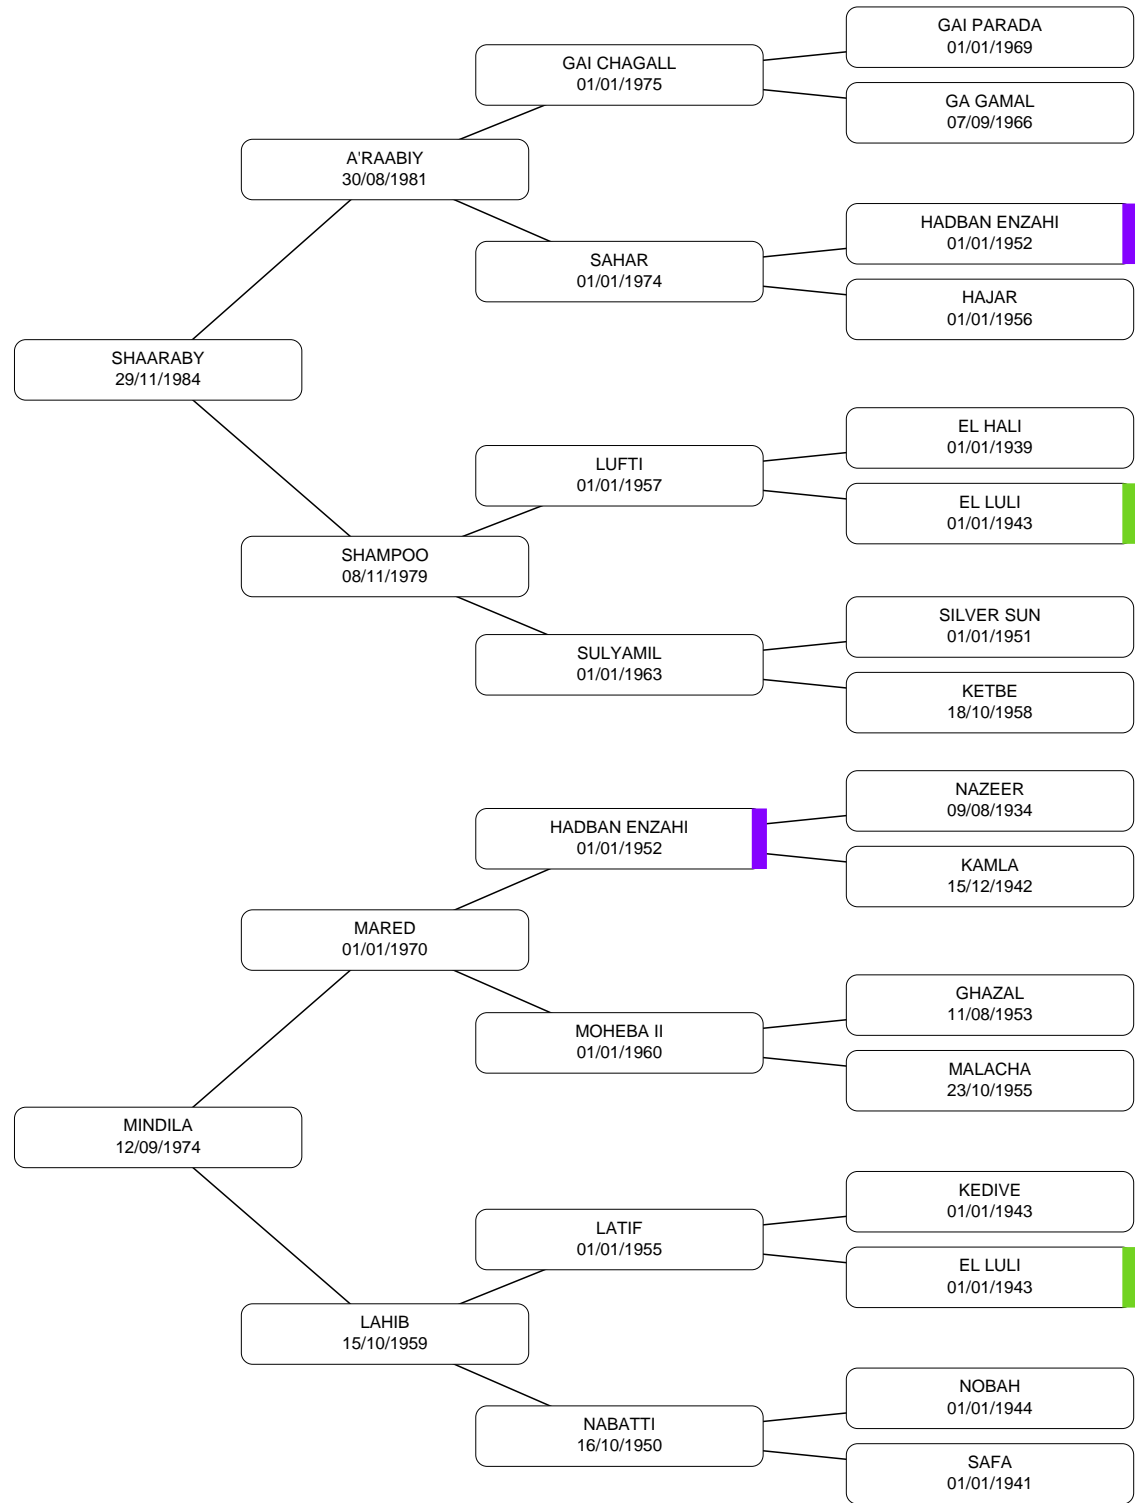 GAI PARADA
01/01/1969
GAI CHAGALL
01/01/1975
GA GAMAL
07/09/1966
A'RAABIY
30/08/1981
HADBAN ENZAHI
01/01/1952
SAHAR
01/01/1974
HAJAR
01/01/1956
SHAARABY
29/11/1984
EL HALI
01/01/1939
LUFTI
01/01/1957
EL LULI
01/01/1943
SHAMPOO
08/11/1979
SILVER SUN
01/01/1951
SULYAMIL
01/01/1963
KETBE
18/10/1958
NAZEER
09/08/1934
HADBAN ENZAHI
01/01/1952
KAMLA
15/12/1942
MARED
01/01/1970
GHAZAL
11/08/1953
MOHEBA II
01/01/1960
MALACHA
23/10/1955
MINDILA
12/09/1974
KEDIVE
01/01/1943
LATIF
01/01/1955
EL LULI
01/01/1943
LAHIB
15/10/1959
NOBAH
01/01/1944
NABATTI
16/10/1950
SAFA
01/01/1941